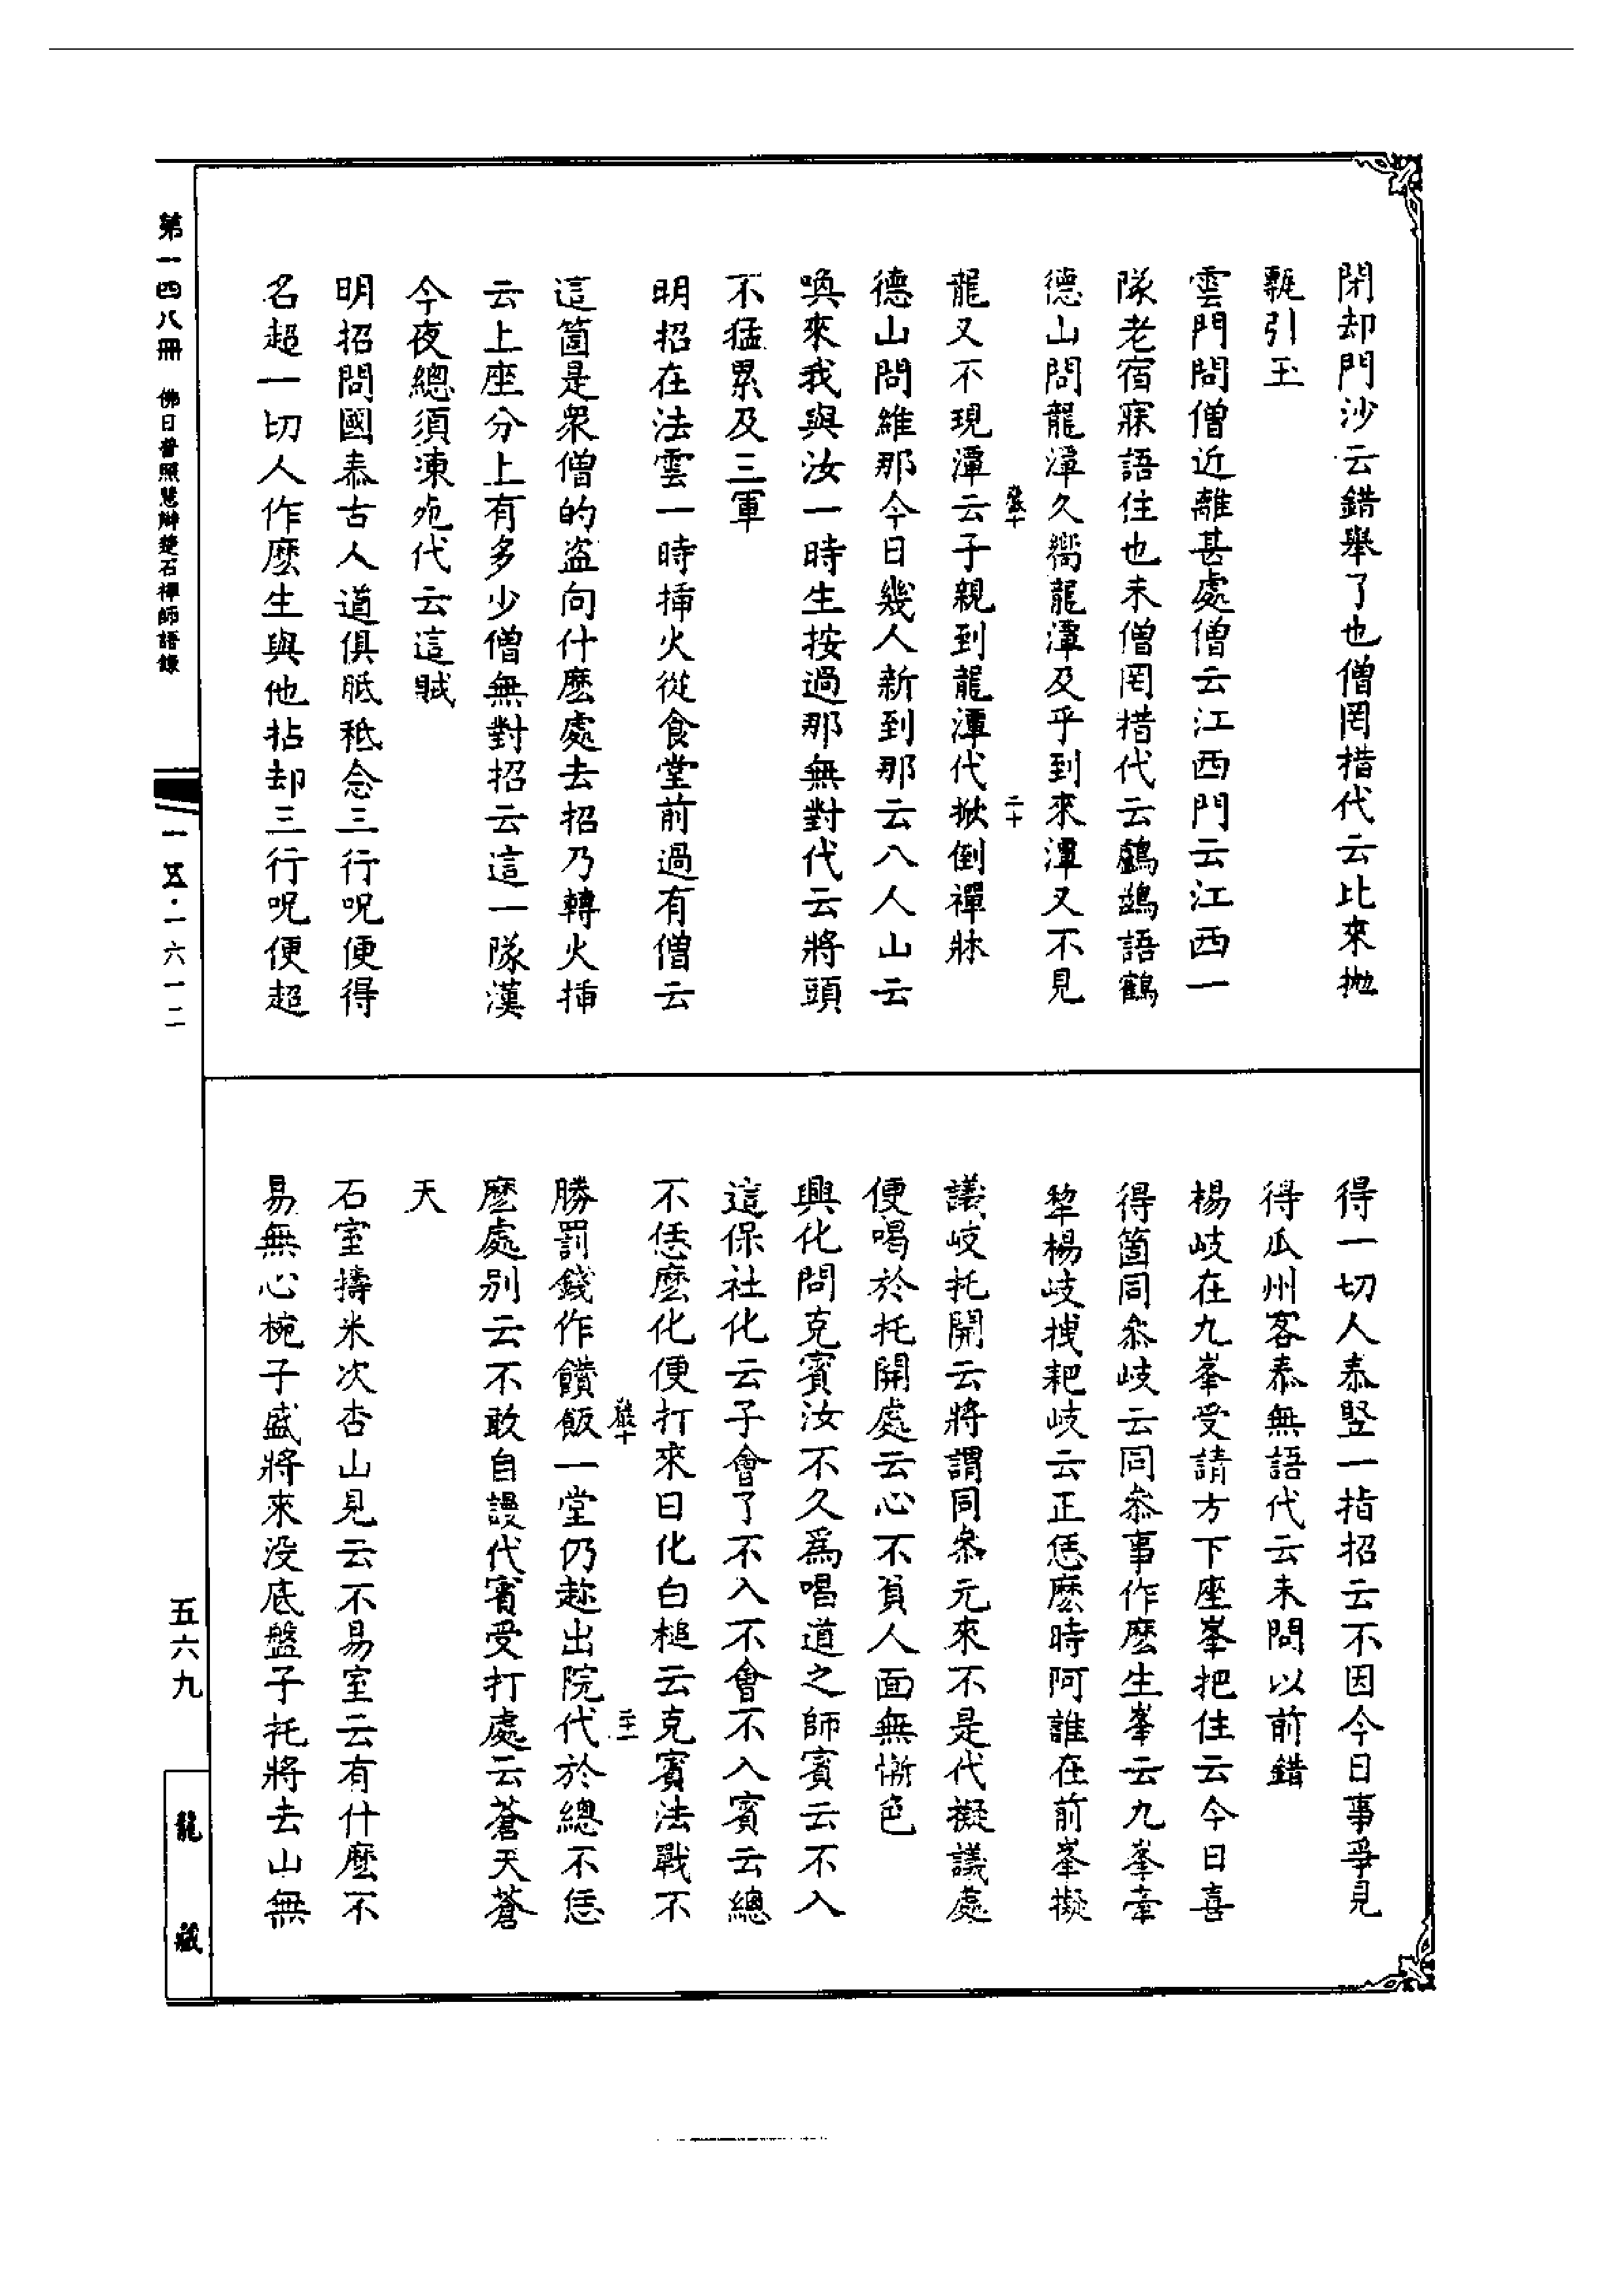 閉却門沙云錯舉了也僧罔措代云比來抛
甎引玉
雲門問僧近離甚處僧云江西門云江西一
隊老宿寐語住也未僧罔措代云鸕鷀語鶴
德山問龍潭久嚮龍潭及乎到來潭又不見
龍又不現潭云子親到龍潭代掀倒禪牀
德山問維那今日幾人新到那云八人山云
喚來我與汝一時生按過那無對代云將頭
不猛累及三軍
明招在法雲一時插火從食堂前過有僧云
這箇是衆僧的盗向什麽處去招乃轉火插
云上座分上有多少僧無對招云這一隊漢
今夜總須凍死代云這賊
明招問國泰古人道俱胝秖念三行呪便得
名超一切人作麽生與他拈却三行呪便超
得一切人泰竪一指招云不因今日事爭見
得瓜州客泰無語代云未問以前錯
楊岐在九峯受請方下座峯把住云今日喜
得箇同叅岐云同叅事作麽生峯云九峯牽
犂楊岐拽耙岐云正恁麽時阿誰在前峯擬
議岐托開云將謂同叅元來不是代擬議處
便喝於托開處云心不負人面無慚色
興化問克賓汝不久爲唱道之師賓云不入
這保社化云子會了不入不會不入賓云總
不恁麽化便打來日化白槌云克賓法戰不
勝罰錢作饡飯一堂仍趂出院代於總不恁
麽處别云不敢自謾代賓受打處云蒼天蒼
天
石室擣米次杏山見云不易室云有什麽不
易無心椀子盛將來没底盤子托將去山無
第一四八冊 佛日普照慧辯楚石禪師語錄
一五·一六一二
五六九
龍藏